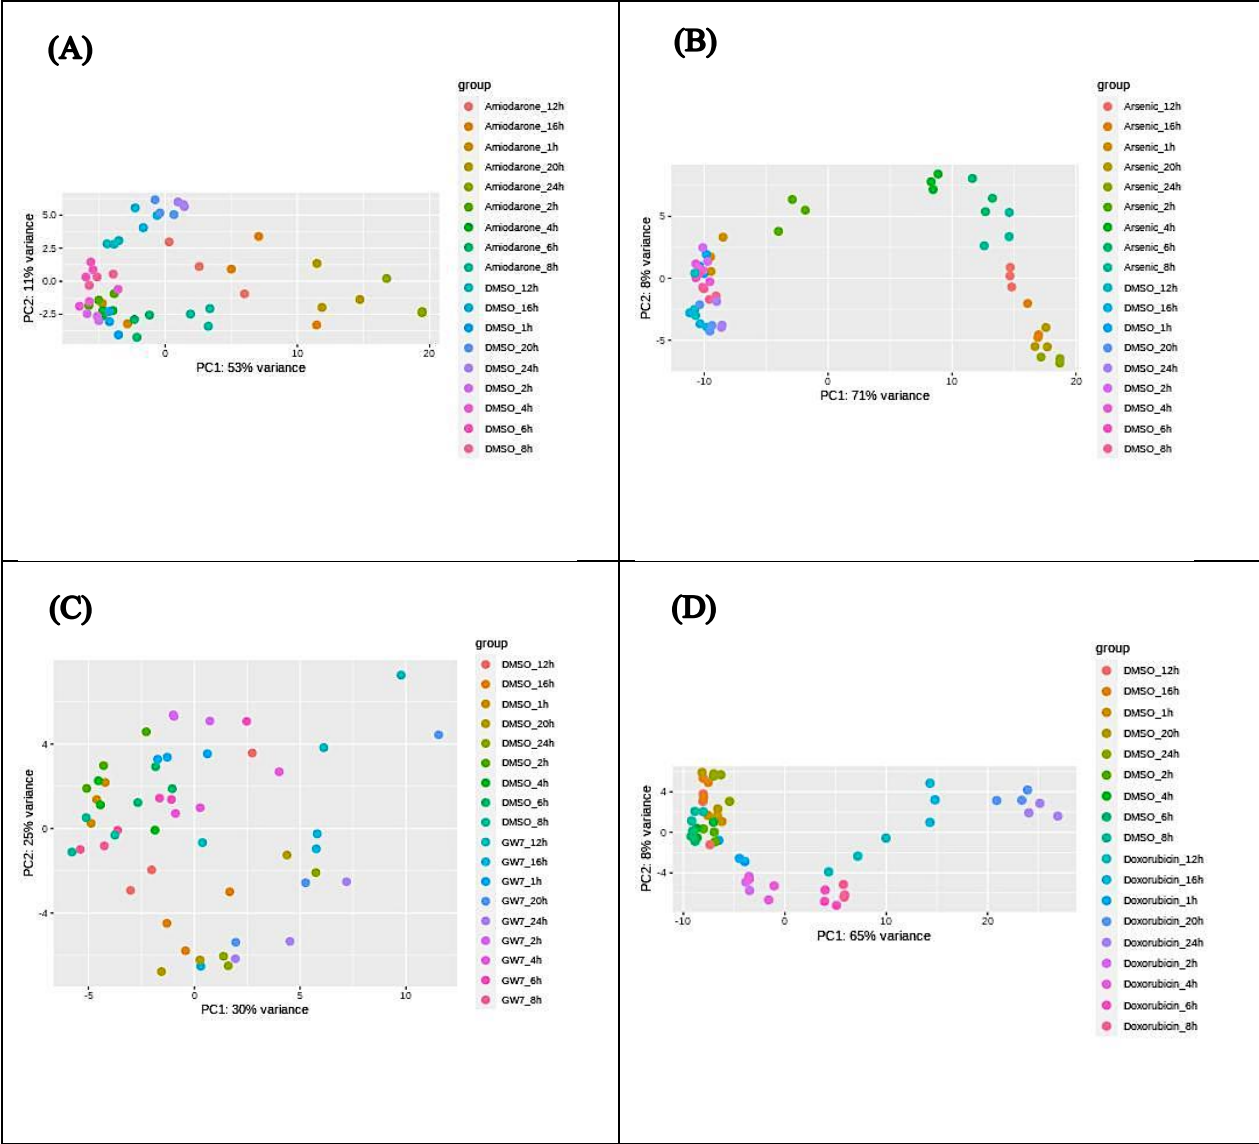 (A)
group
Amiodarone_12h
Amiodarone_16h
Amiodarone_1h
Amiodarone_20h
Amiodarone_24h
Amiodarone_2h
Amiodarone_4h
Amiodarone_6h
Amiodarone_8h
DMSO_12h
DMSO_16h
DMSO_1h
DMSO_20h
DMSO_24h
DMSO_2h
DMSO_4h
DMSO_6h
DMSO_8h
PC2: 11% variance
5.0
2.5
0.0
-2.5
0
10
20
PC1: 53% variance
(B)
group
Arsenic_12h
Arsenic_16h
Arsenic_1h
Arsenic_20h
Arsenic_24h
Arsenic_2h
Arsenic_4h
Arsenic_6h
Arsenic_8h
DMSO_12h
DMSO_16h
DMSO_1h
DMSO_20h
DMSO_24h
DMSO_2h
DMSO_4h
DMSO_6h
DMSO_8h
PC2: 8% variance
5
0
-5
-10
0
10
20
PC1: 71% variance
(C)
group
DMSO_12h
DMSO_16h
DMSO_1h
DMSO_20h
DMSO_24h
DMSO_2h
DMSO_4h
DMSO_6h
DMSO_8h
GW7_12h
GW7_16h
GW7_1h
GW7_20h
GW7_24h
GW7_2h
GW7_4h
GW7_6h
GW7_8h
PC2: 25% variance
4
0
-4
-5
0
5
10
PC1: 30% variance
(D)
group
DMSO_12h
DMSO_16h
DMSO_1h
DMSO_20h
DMSO_24h
DMSO_2h
DMSO_4h
DMSO_6h
DMSO_8h
Doxorubicin_12h
Doxorubicin_16h
Doxorubicin_1h
Doxorubicin_20h
Doxorubicin_24h
Doxorubicin_2h
Doxorubicin_4h
Doxorubicin_6h
Doxorubicin_8h
PC2: 8% variance
4
0
-4
-10
0
10
20
PC1: 65% variance